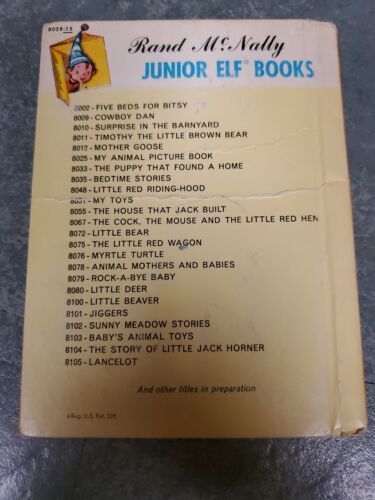 8028:15
Rand McNally
JUNIOR ELF® BOOKS
8002 - FIVE BEDS FOR BITSY
8009 - COWBOY DAN
8010 - SURPRISE IN THE BARNYARD
8011 - TIMOTHY THE LITTLE BROWN BEAR
8012 - MOTHER GOOSE
8025 - MY ANIMAL PICTURE BOOK
8033 - THE PUPPY THAT FOUND A HOME
8035 - BEDTIME STORIES
8048 - LITTLE RED RIDING-HOOD
8051 - MY TOYS
8055 - THE HOUSE THAT JACK BUILT
8067 - THE COCK, THE MOUSE AND THE LITTLE RED HEN
8072 - LITTLE BEAR
8075 - THE LITTLE RED WAGON
8076 - MYRTLE TURTLE
8078 - ANIMAL MOTHERS AND BABIES
8079 - ROCK-A-BYE BABY
8080 - LITTLE DEER
8100 - LITTLE BEAVER
8101 - JIGGERS
8102 - SUNNY MEADOW STORIES
8103 - BABY'S ANIMAL TOYS
8104 - THE STORY OF LITTLE JACK HORNER
8105 - LANCELOT
And other titles in preparation
®Reg. U.S. Pat. Off.